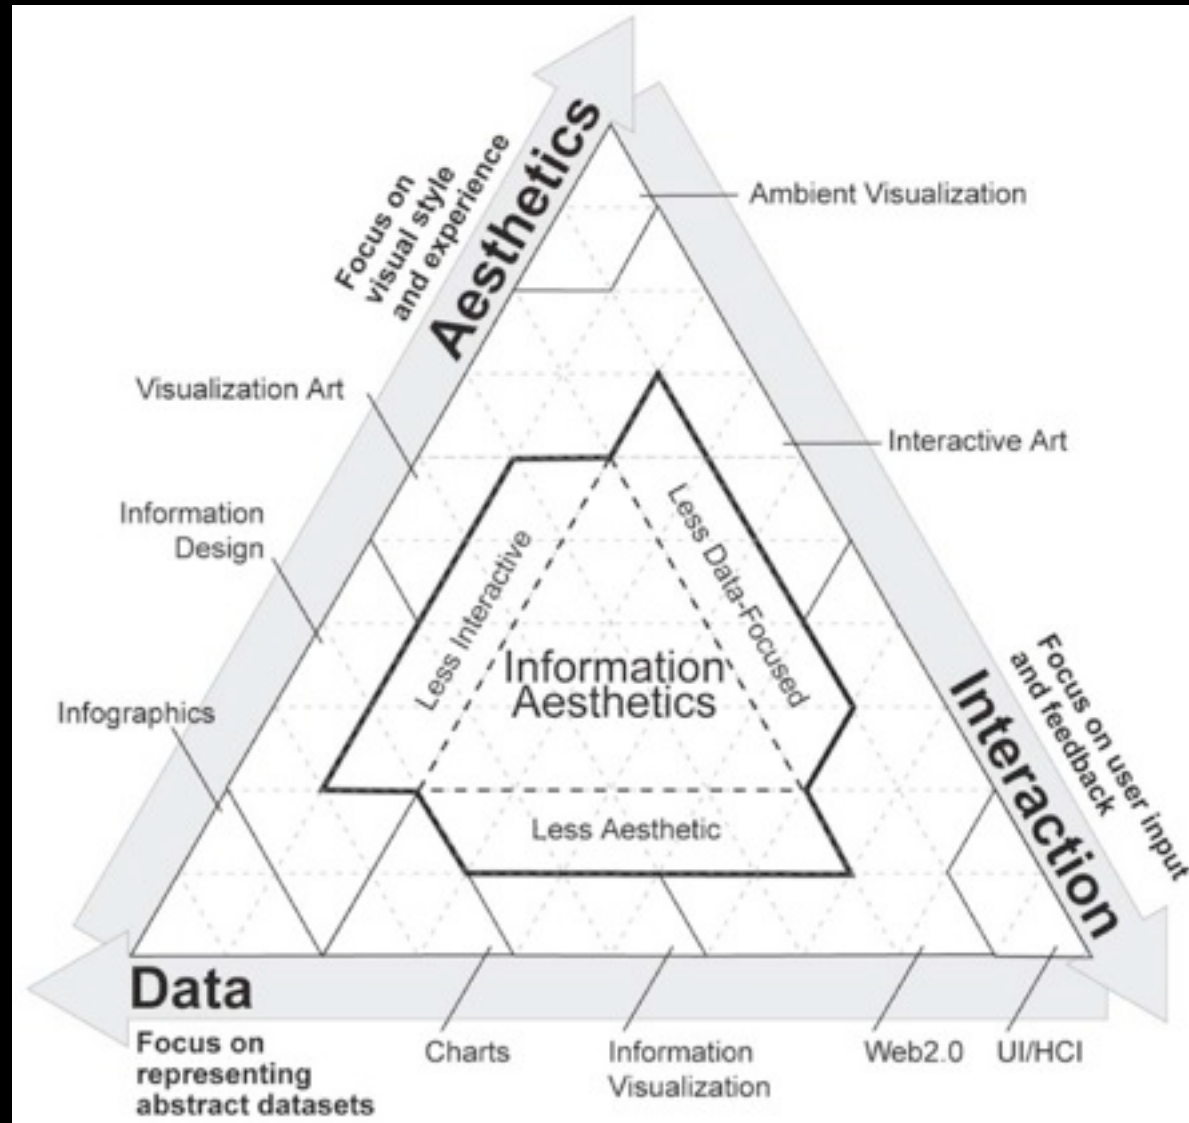 Aesthetics
Focus on
visual style
and experience
Ambient Visualization
Visualization Art
Interactive Art
Information
Design
Less Interactive
Less Data-Focused
Information
Aesthetics
Infographics
Less Aesthetic
Interaction
Focus on user input
and feedback
Data
Focus on
representing
abstract datasets
Charts
Information
Visualization
Web2.0
UI/HCI